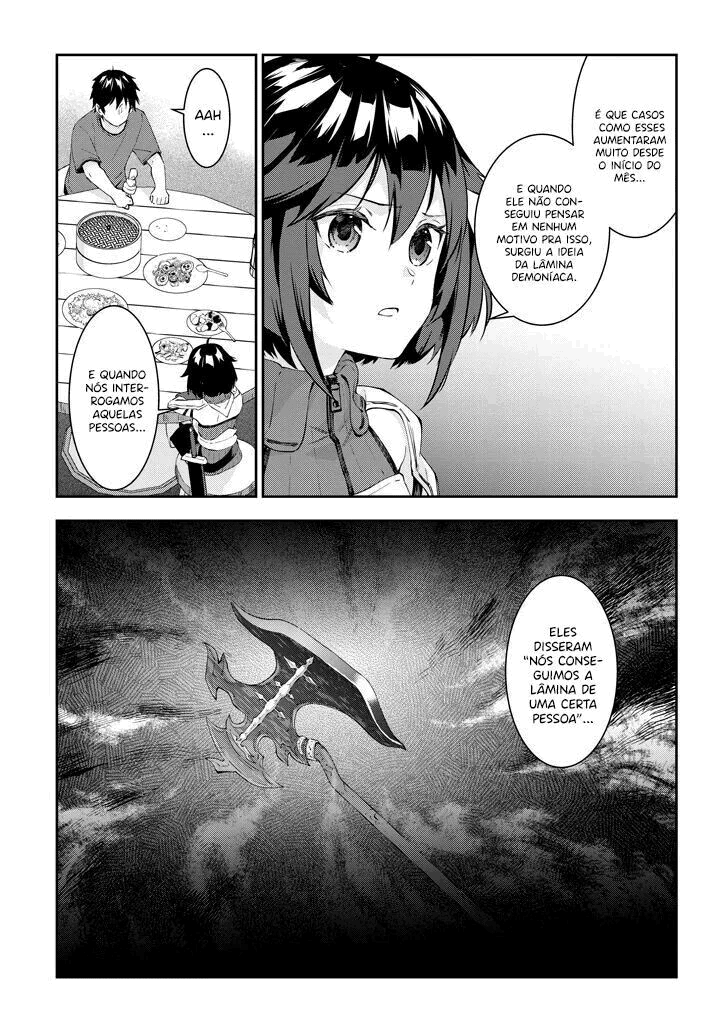 É QUE CASOS
COMO ESSES
AUMENTARAM
MUITO DESDE
O INÍCIO DO
MÊS...
E QUANDO
ELE NÃO CON-
SEGUIU PENSAR
EM NENHUM
MOTIVO PRA ISSO,
SURGIU A IDEIA
DA LÂMINA
DEMONÍACA.
AAH
...
E QUANDO
NÓS INTER-
ROGAMOS
AQUELAS
PESSOAS...
ELES
DISSERAM
“NÓS CONSE-
GUIMOS A
LÂMINA DE
UMA CERTA
PESSOA”...